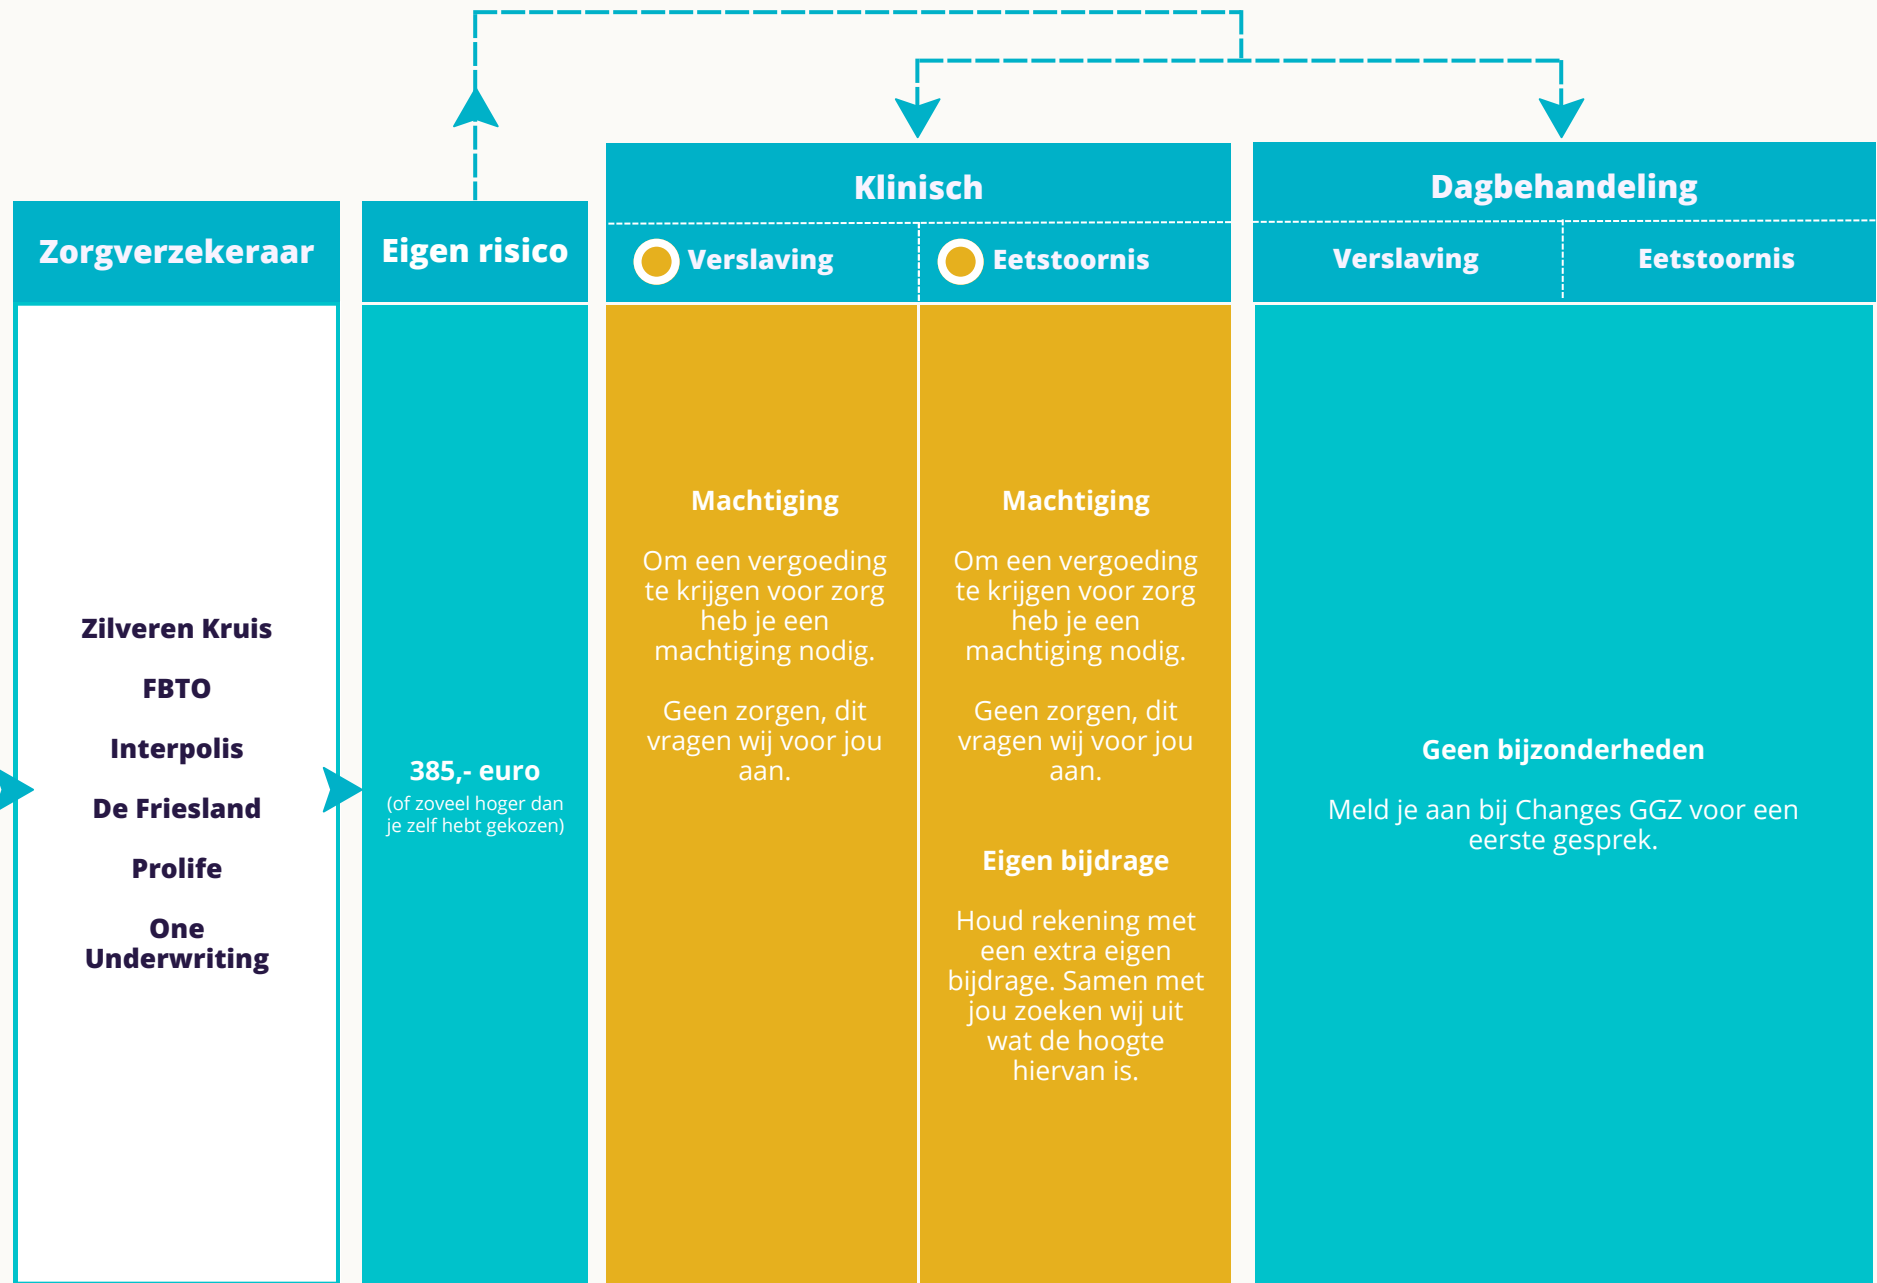 Zorgverzekeraar
Zilveren Kruis
FBTO
Interpolis
De Friesland
Prolife
One
Underwriting
Eigen risico
385,- euro
(of zoveel hoger dan
je zelf hebt gekozen)
Klinisch
Verslaving
Machtiging
Om een vergoeding
te krijgen voor zorg
heb je een
machtiging nodig.
Geen zorgen, dit
vragen wij voor jou
aan.
Eetstoornis
Machtiging
Om een vergoeding
te krijgen voor zorg
heb je een
machtiging nodig.
Geen zorgen, dit
vragen wij voor jou
aan.
Eigen bijdrage
Houd rekening met
een extra eigen
bijdrage. Samen met
jou zoeken wij uit
wat de hoogte
hiervan is.
Dagbehandeling
Verslaving
Eetstoornis
Geen bijzonderheden
Meld je aan bij Changes GGZ voor een
eerste gesprek.